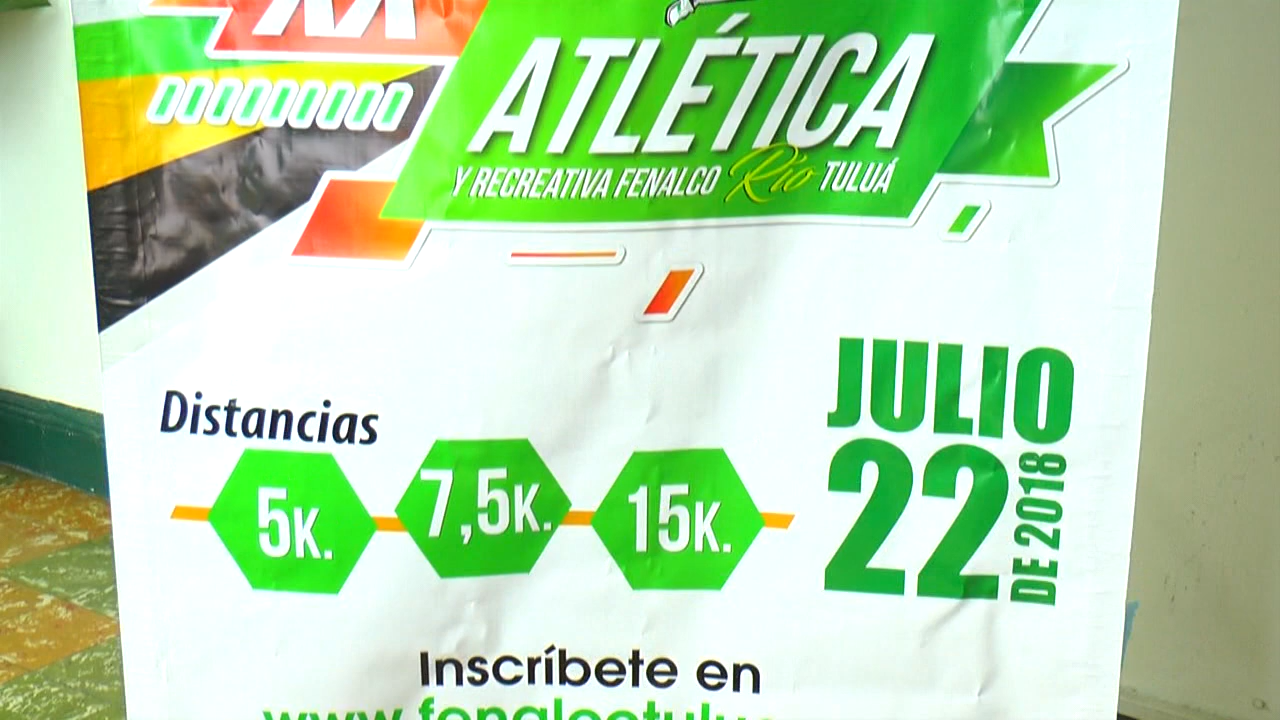 ATLÉTICA
Y RECREATIVA FENALCO Río TULUÁ
Distancias
5K.
7,5K.
15K.
JULIO
22
DE 2018
Inscríbete en